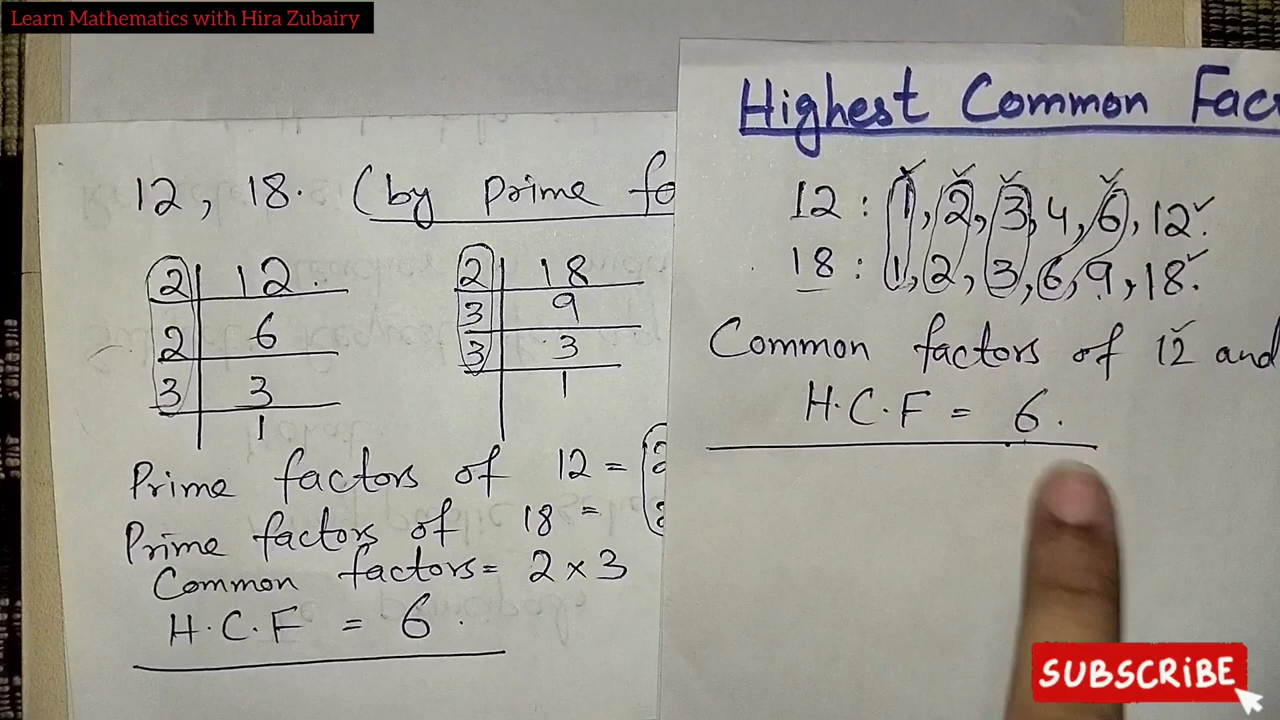 Learn Mathematics with Hira Zubairy
12, 18. (by Prime
2 12
2 6
3 3
1
2 18
3 9
3 3
1
Prime factors of 12 =
Prime factors of 18 =
Common factors = 2 × 3
H.C.F = 6.
Highest Common
12 : 1, 2, 3, 4, 6, 12.
18 : 1, 2, 3, 6, 9, 18.
Common factors of 12 and
H.C.F = 6.
SUBSCRIBE